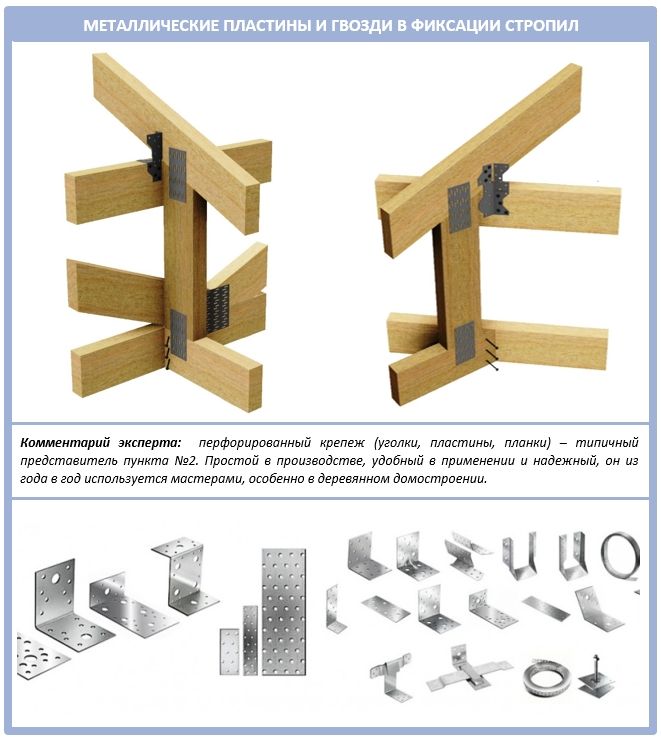 МЕТАЛЛИЧЕСКИЕ ПЛАСТИНЫ И ГВОЗДИ В ФИКСАЦИИ СТРОПИЛ
Комментарий эксперта: перфорированный крепеж (уголки, пластины, планки) – типичный
представитель пункта №2. Простой в производстве, удобный в применении и надежный, он из
года в год используется мастерами, особенно в деревянном домостроении.